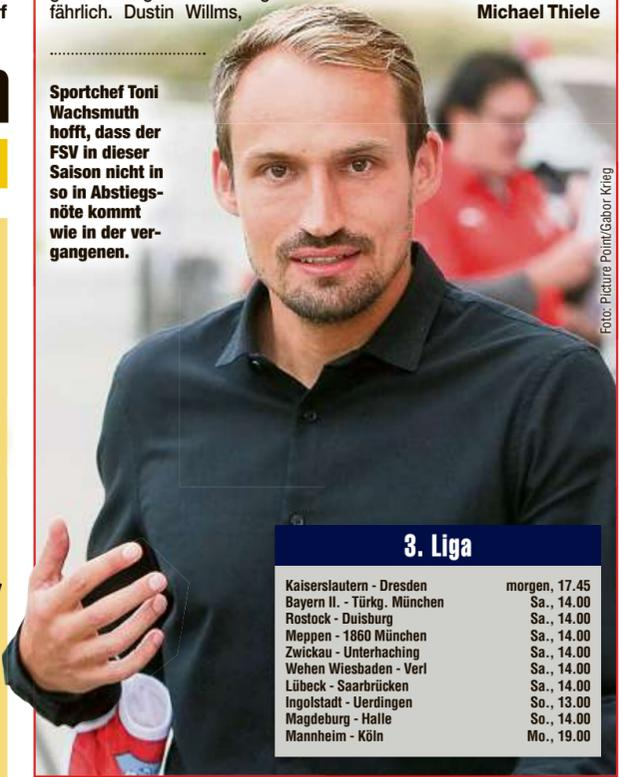 fährlich. Dustin Willms,
Michael Thiele
Sportchef Toni
Wachsmuth
hofft, dass der
FSV in dieser
Saison nicht in
so in Abstiegs-
nöte kommt
wie in der ver-
gangenen.
Foto: Picture Point/Gabor Krieg
3. Liga
Kaiserslautern - Dresden morgen, 17.45
Bayern II. - Türkg. München Sa., 14.00
Rostock - Duisburg Sa., 14.00
Meppen - 1860 München Sa., 14.00
Zwickau - Unterhaching Sa., 14.00
Wehen Wiesbaden - Verl Sa., 14.00
Lübeck - Saarbrücken Sa., 14.00
Ingolstadt - Uerdingen So., 13.00
Magdeburg - Halle So., 14.00
Mannheim - Köln Mo., 19.00